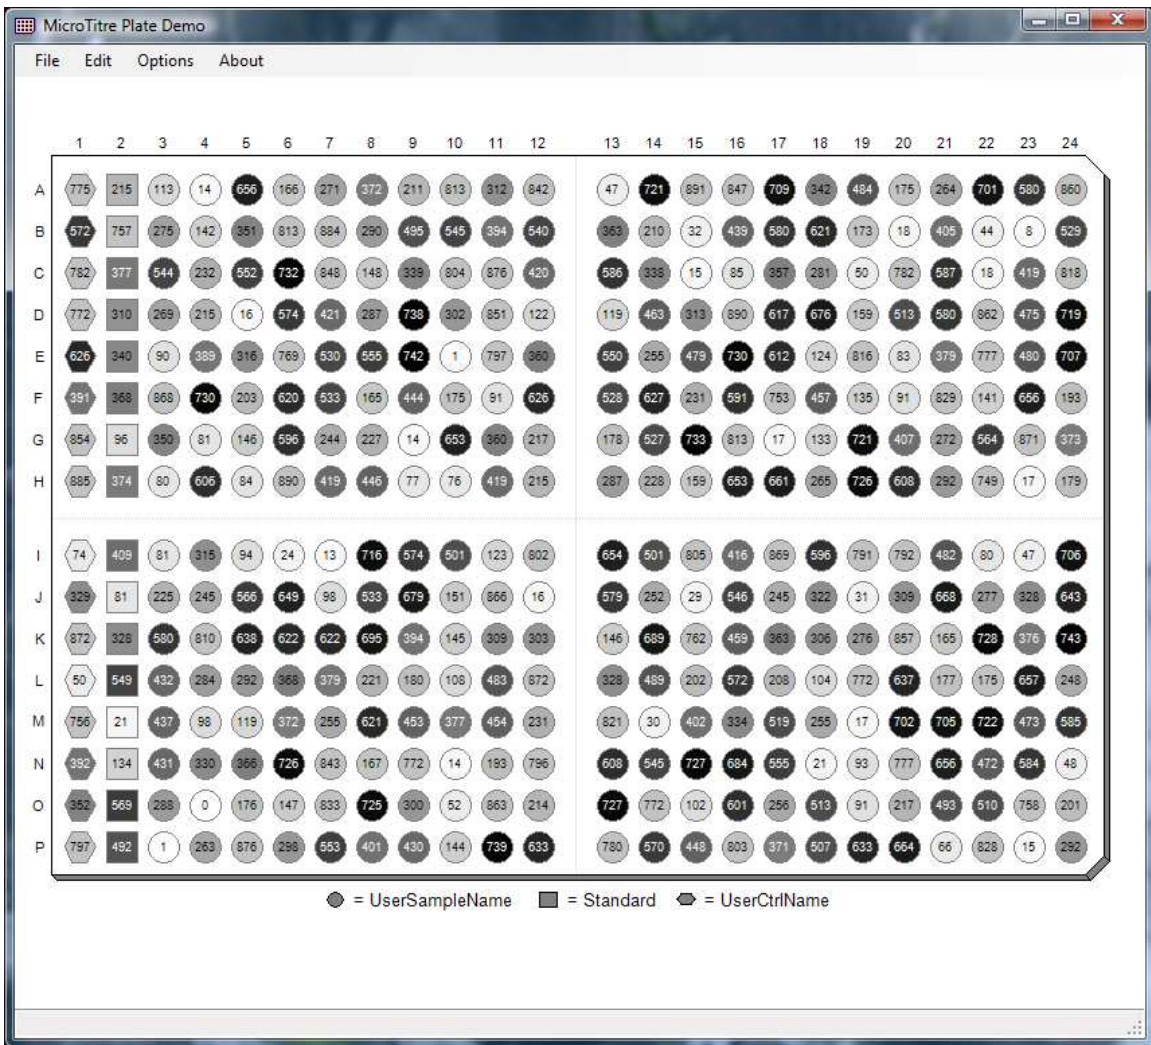 MicroTitre Plate Demo
File Edit Options About
1 2 3 4 5 6 7 8 9 10 11 12 13 14 15 16 17 18 19 20 21 22 23 24
A 775 215 113 14 656 166 271 372 211 813 312 842 47 721 891 847 709 342 484 175 264 701 580 860
B 572 757 275 142 351 813 884 290 495 545 394 540 363 210 32 439 580 621 173 18 405 44 8 529
C 782 377 544 232 552 732 848 148 339 804 876 420 586 338 15 85 357 281 50 782 587 18 419 818
D 772 310 269 215 16 574 421 287 738 302 851 122 119 463 313 890 617 676 159 513 580 862 475 719
E 626 340 90 389 316 769 530 555 742 1 797 360 550 255 479 730 612 124 816 83 379 777 480 707
F 391 368 868 730 203 620 533 165 444 175 91 626 528 627 231 591 753 457 135 91 829 141 656 193
G 854 96 350 81 146 596 244 227 14 653 360 217 178 527 733 813 17 133 721 407 272 564 871 373
H 885 374 80 606 84 890 419 446 77 76 419 215 287 228 159 653 661 265 726 608 292 749 17 179
I 74 409 81 315 94 24 13 716 574 501 123 802 654 501 805 416 869 596 791 792 482 80 47 706
J 329 81 225 245 566 649 98 533 679 151 866 16 579 252 29 546 245 322 31 309 668 277 328 643
K 872 328 580 810 638 622 622 695 394 145 309 303 146 689 762 459 363 306 276 857 165 728 376 743
L 50 549 432 284 292 368 379 221 180 108 483 872 328 489 202 572 208 104 772 637 177 175 657 248
M 756 21 437 98 119 372 255 621 453 377 454 231 821 30 402 334 519 255 17 702 705 722 473 585
N 392 134 431 330 366 726 843 167 772 14 193 796 608 545 727 684 555 21 93 777 656 472 584 48
O 352 569 288 0 176 147 833 725 300 52 863 214 727 772 102 601 256 513 91 217 493 510 758 201
P 797 492 1 263 876 298 553 401 430 144 739 633 780 570 448 803 371 507 633 664 66 828 15 292
= UserSampleName = Standard = UserCtrlName